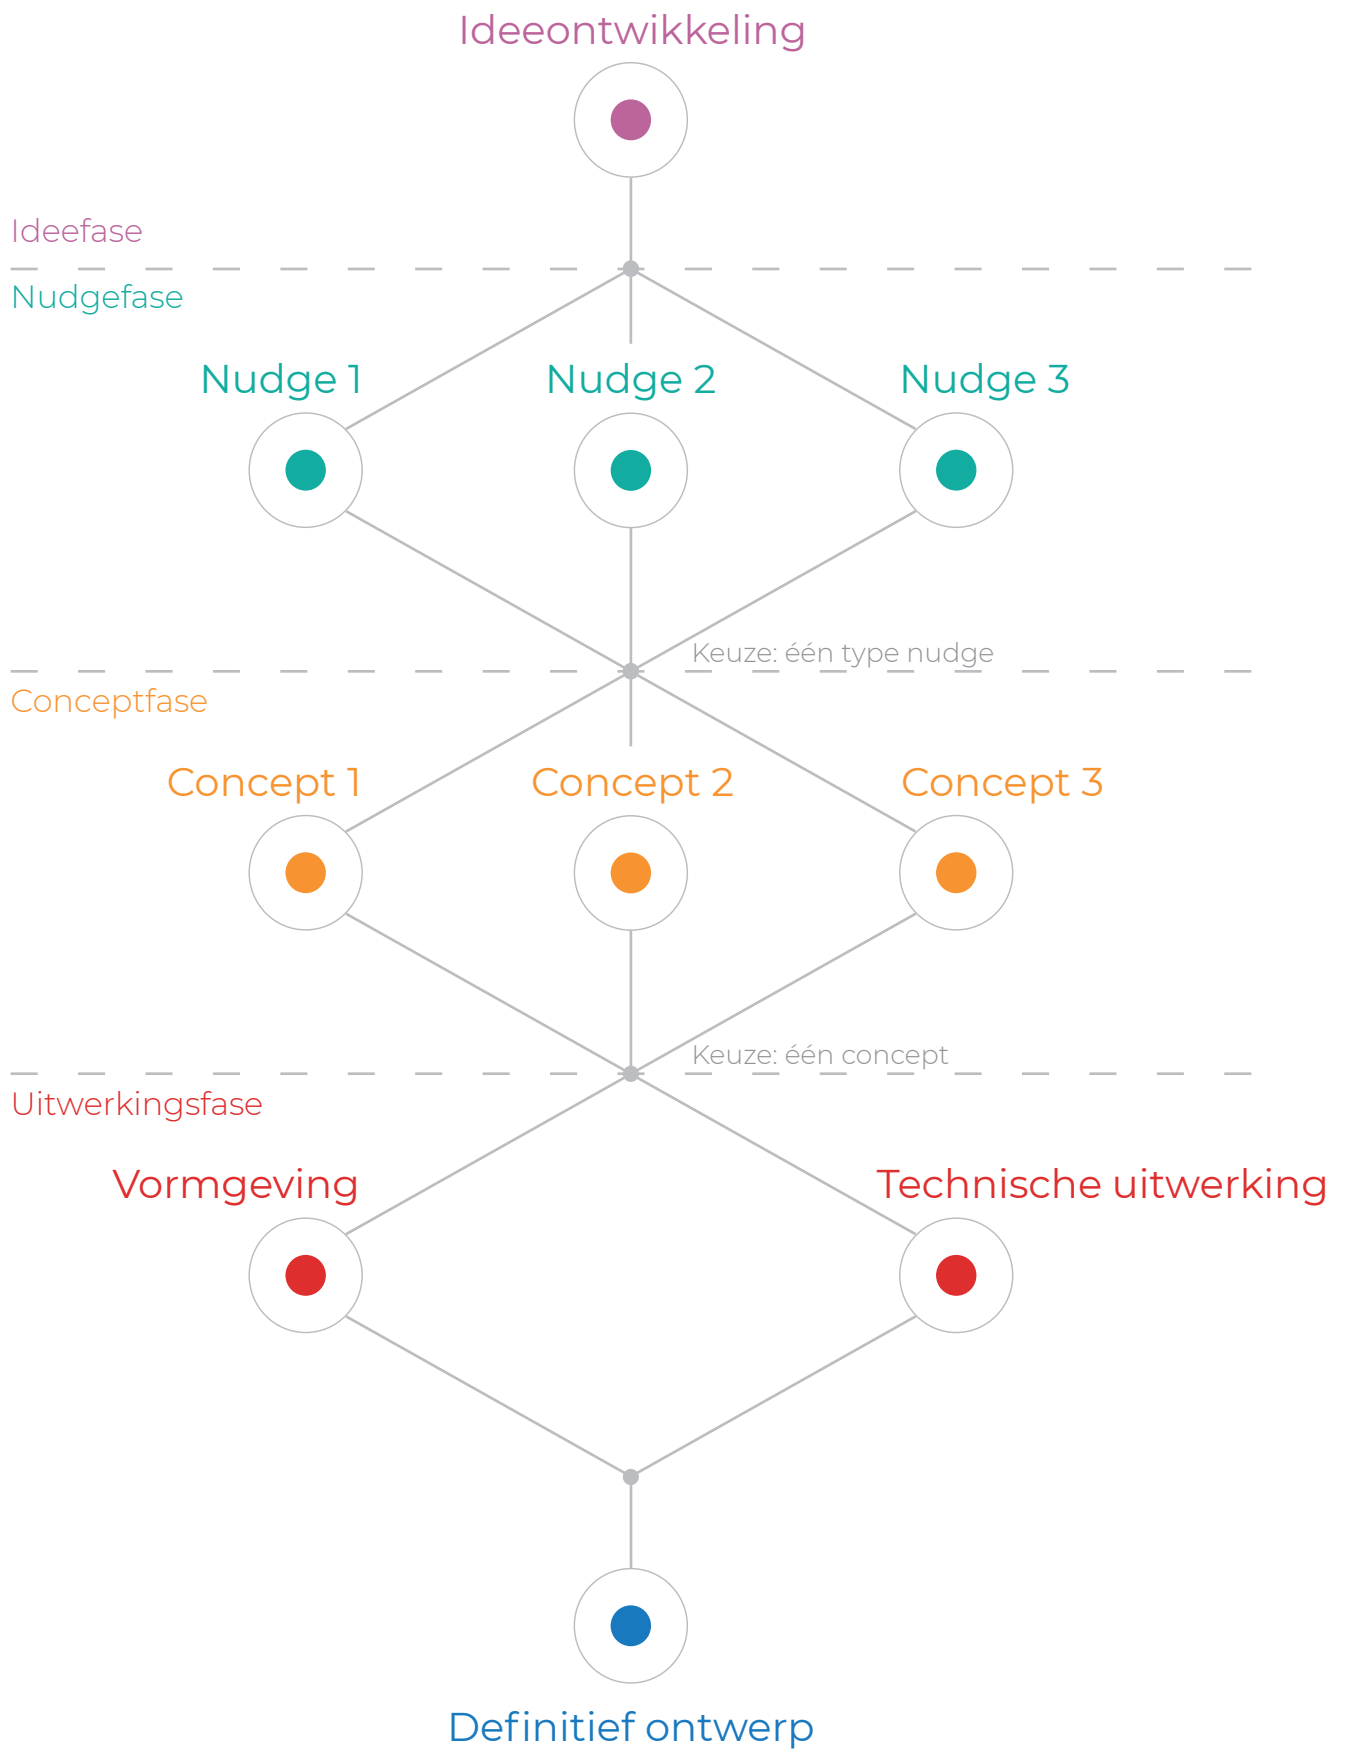 Ideeontwikkeling
Ideefase
Nudgefase
Nudge 1
Nudge 2
Nudge 3
Keuze: één type nudge
Conceptfase
Concept 1
Concept 2
Concept 3
Keuze: één concept
Uitwerkingsfase
Vormgeving
Technische uitwerking
Definitief ontwerp